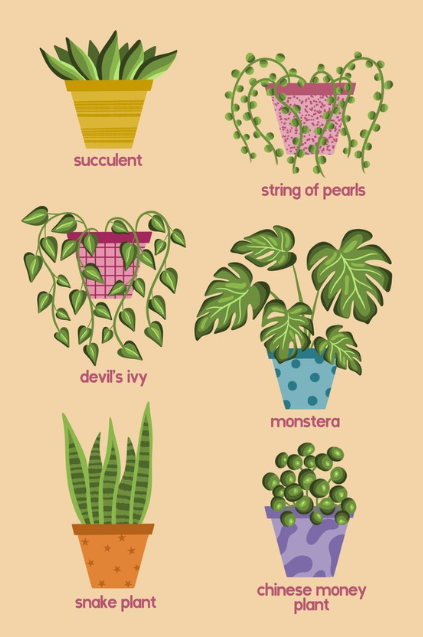 succulent
string of pearls
devil's ivy
monstera
snake plant
chinese money
plant